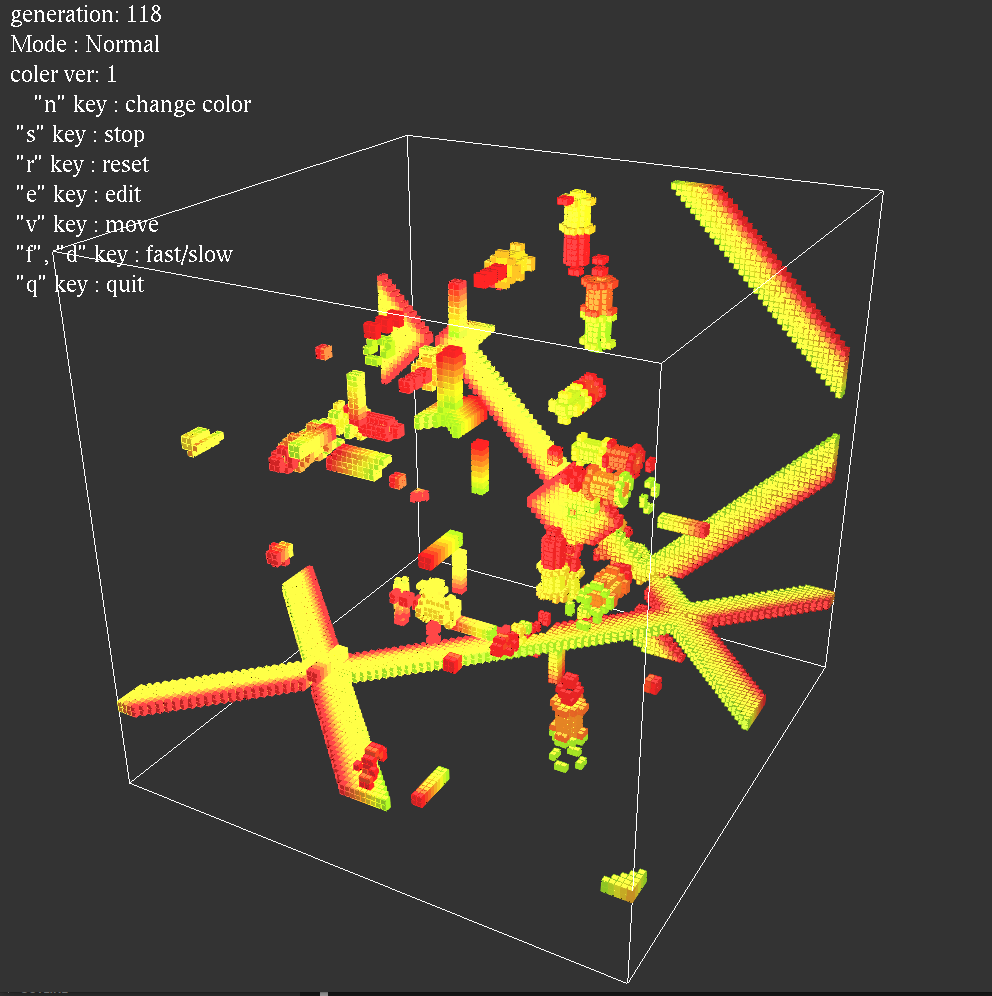 generation: 118
Mode : Normal
coler ver: 1
"n" key : change color
"s" key : stop
"r" key : reset
"e" key : edit
"v" key : move
"f","d" key : fast/slow
"q" key : quit